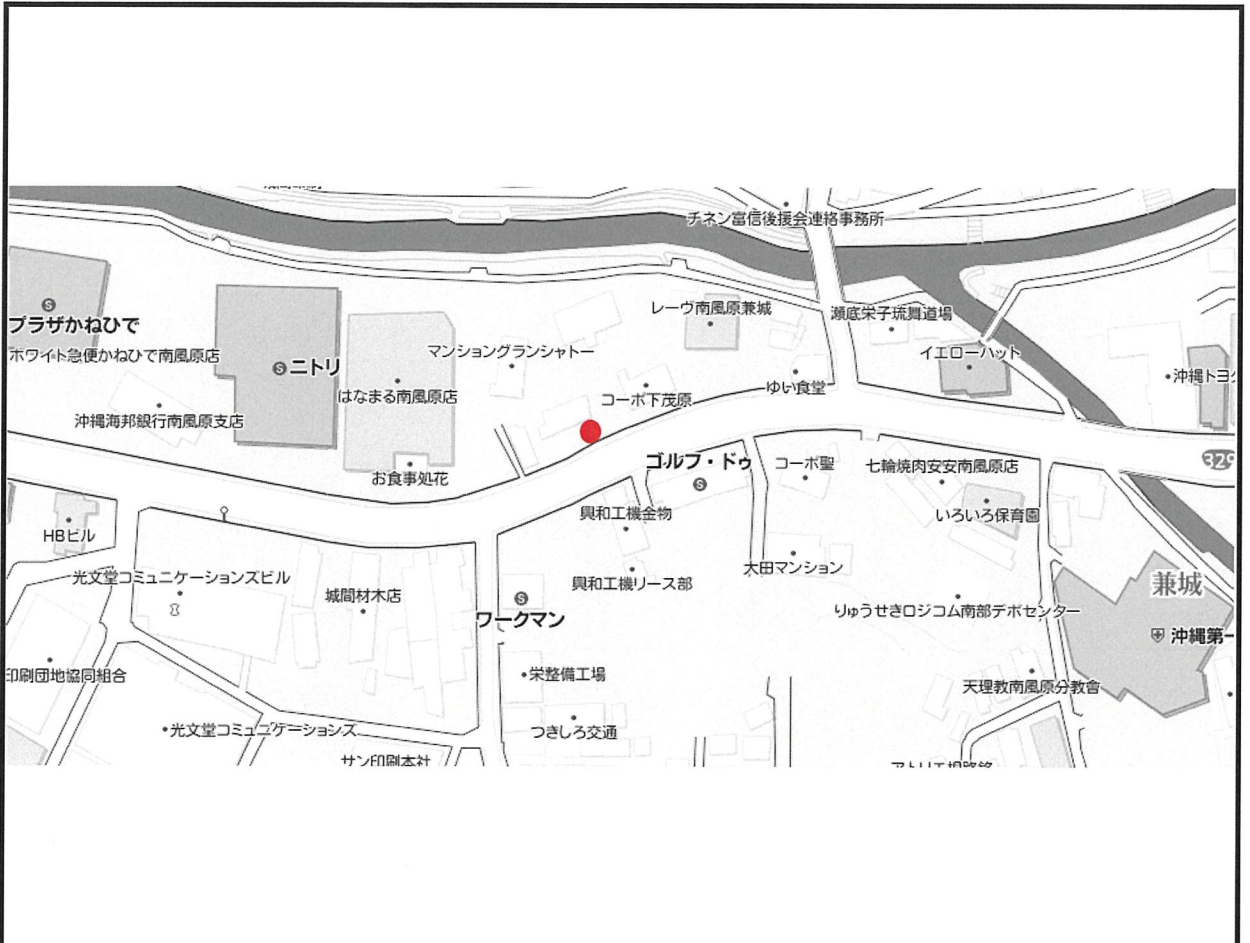 チネン富信後援会連絡事務所
プラザかねひで
ホワイト急便かねひで南風原店
ニトリ
沖縄海邦銀行南風原支店
はなまる南風原店
マンショングランシャトー
レーヴ南風原兼城
瀬底栄子琉舞道場
イエローハット
沖縄トヨ
コーポ下茂原
ゆい食堂
お食事処花
ゴルフ・ドゥ
コーポ聖
七輪焼肉安安南風原店
329
いろいろ保育園
HBビル
興和工機金物
光文堂コミュニケーションズビル
城間材木店
興和工機リース部
大田マンション
兼城
ワークマン
りゅうせきロジコム南部デポセンター
沖縄第一
印刷団地協同組合
栄整備工場
天理教南風原分教會
光文堂コミュニケーションズ
つきしろ交通
サン印刷本社